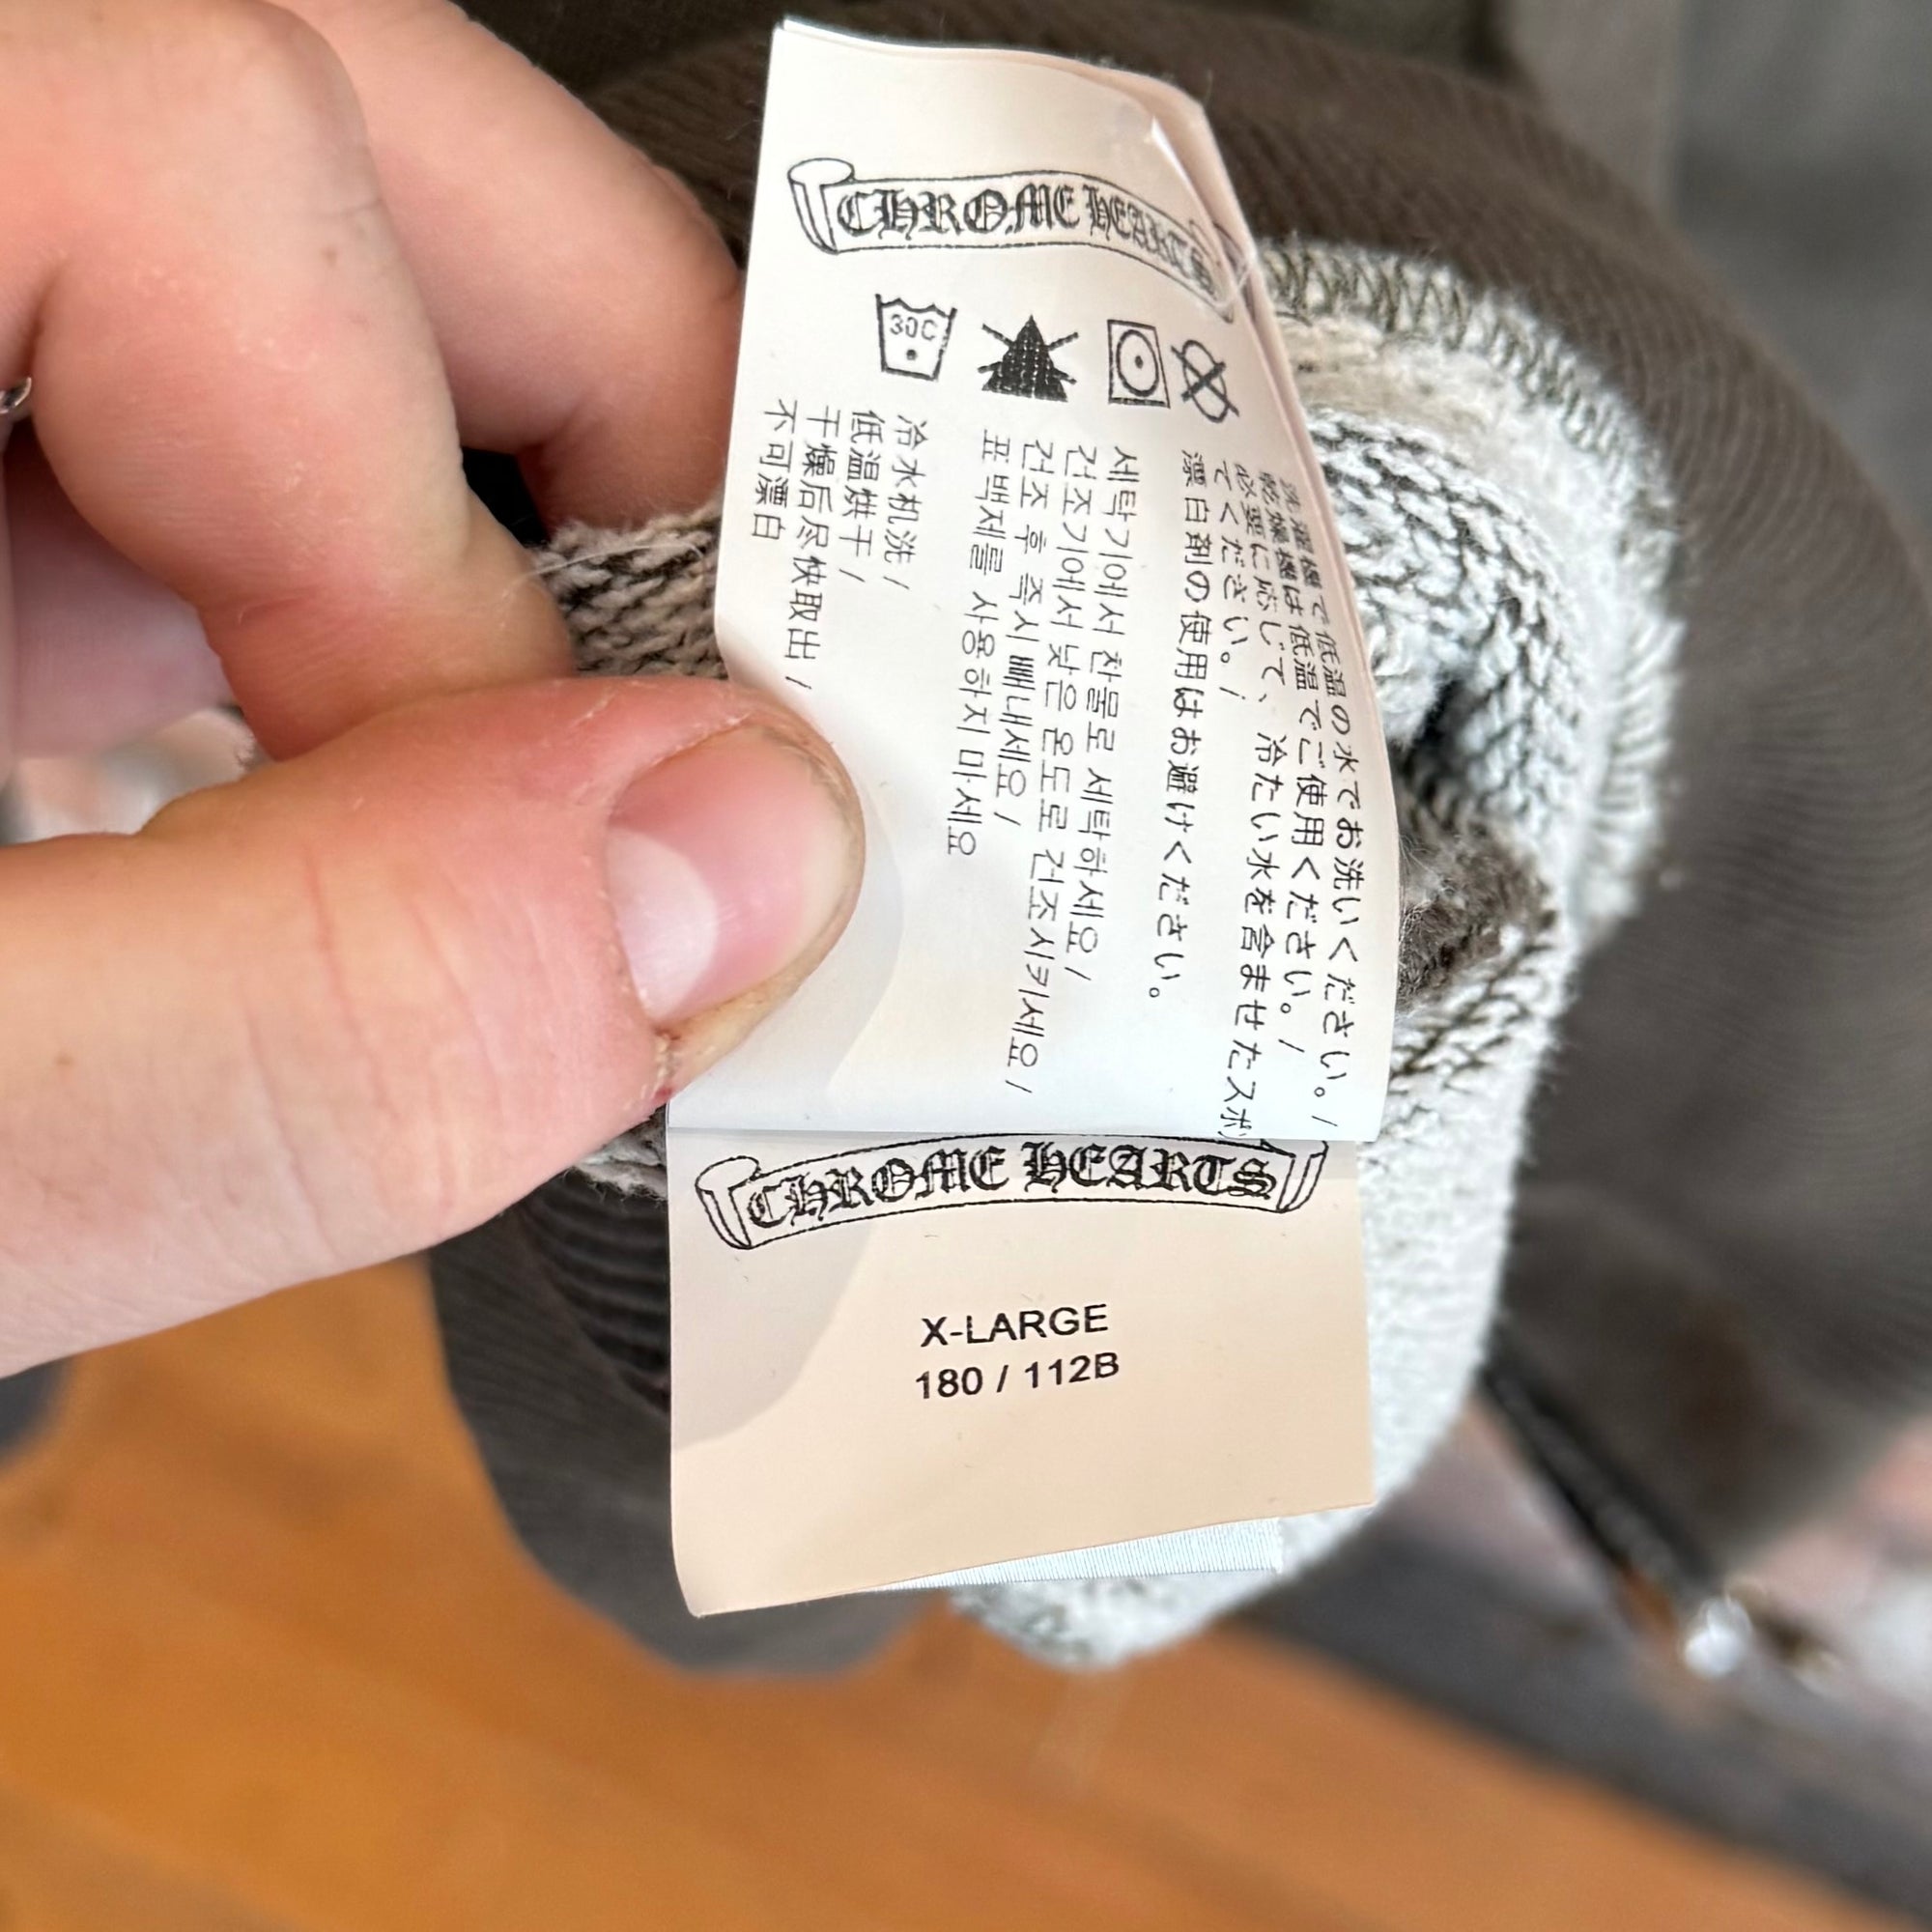 CHROME HEARTS
30C
洗濯機で低温の水でお洗いください。/
乾燥機は低温でご使用ください。/
必要に応じて、冷たい水を含ませたスポ
てください。/
漂白剤の使用はお避けください。
세탁기에서 찬물로 세탁하세요 /
건조기에서 낮은 온도로 건조시키세요 /
건조 후 즉시 빼내세요 /
표백제를 사용하지 마세요
冷水机洗 /
低温烘干 /
干燥后尽快取出 /
不可漂白
CHROME HEARTS
X-LARGE
180 / 112B